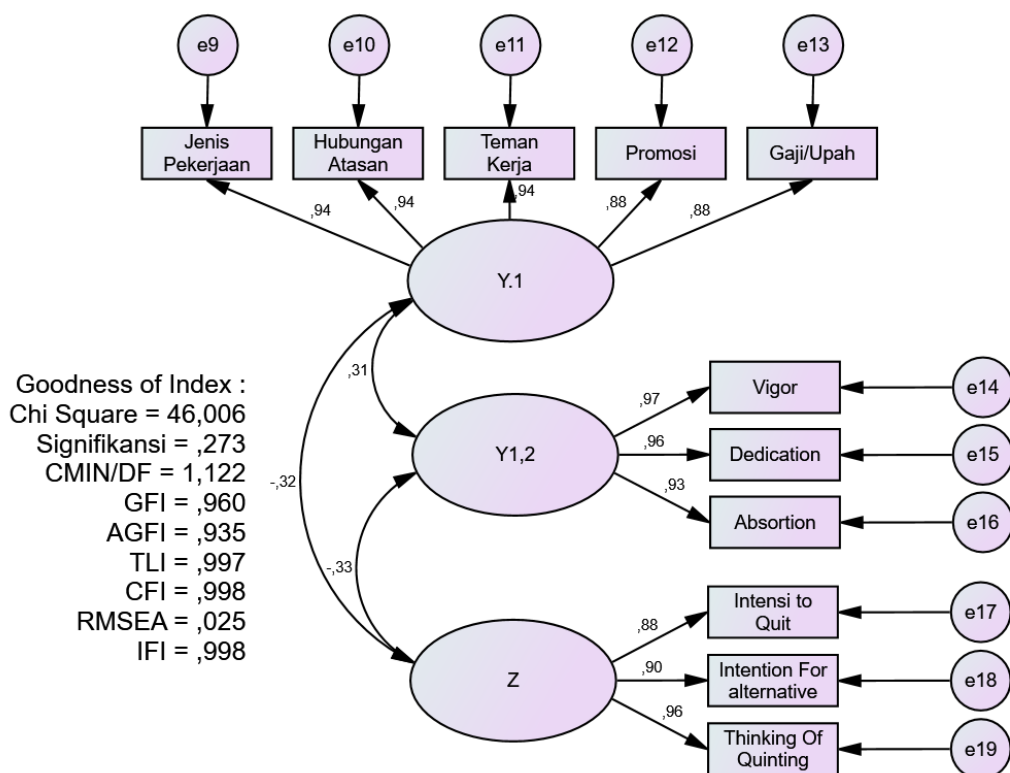 e9
e10
e11
e12
e13
Jenis
Pekerjaan
Hubungan
Atasan
Teman
Kerja
Promosi
Gaji/Upah
,94
,94
,94
,88
,88
Y.1
,31
-,32
-,33
Goodness of Index :
Chi Square = 46,006
Signifikansi = ,273
CMIN/DF = 1,122
GFI = ,960
AGFI = ,935
TLI = ,997
CFI = ,998
RMSEA = ,025
IFI = ,998
Y1,2
,97
,96
,93
Vigor
e14
Dedication
e15
Absortion
e16
Z
,88
,90
,96
Intensi to
Quit
e17
Intention For
alternative
e18
Thinking Of
Quinting
e19